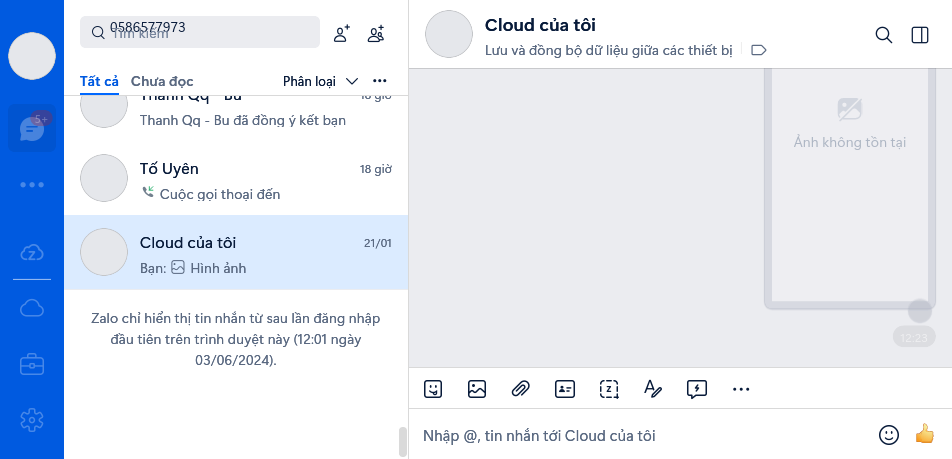 0586577973
Tìm kiếm
Tất cả Chưa đọc Phân loại
5+
Thanh Qq - Bu 18 giờ
Thanh Qq - Bu đã đồng ý kết bạn
Tố Uyên 18 giờ
Cuộc gọi thoại đến
Cloud của tôi 21/01
Bạn: Hình ảnh
Zalo chỉ hiển thị tin nhắn từ sau lần đăng nhập
đầu tiên trên trình duyệt này (12:01 ngày
03/06/2024).
Cloud của tôi
Lưu và đồng bộ dữ liệu giữa các thiết bị
Ảnh không tồn tại
12:23
Nhập @, tin nhắn tới Cloud của tôi